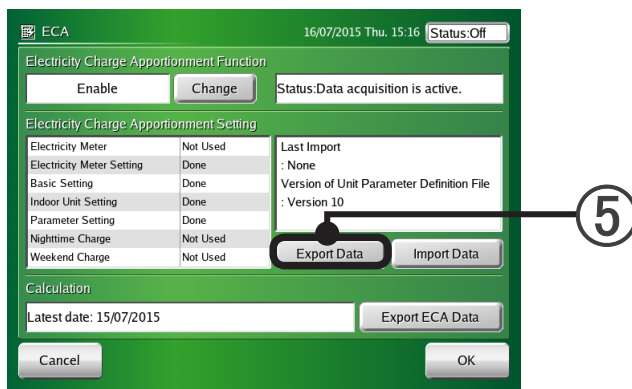 ECA
16/07/2015 Thu. 15:16 Status:Off
Electricity Charge Apportionment Function
Enable Change Status:Data acquisition is active.
Electricity Charge Apportionment Setting
Electricity Meter Not Used
Electricity Meter Setting Done
Basic Setting Done
Indoor Unit Setting Done
Parameter Setting Done
Nighttime Charge Not Used
Weekend Charge Not Used
Last Import
: None
Version of Unit Parameter Definition File
: Version 10
⑤
Export Data Import Data
Calculation
Latest date: 15/07/2015 Export ECA Data
Cancel OK